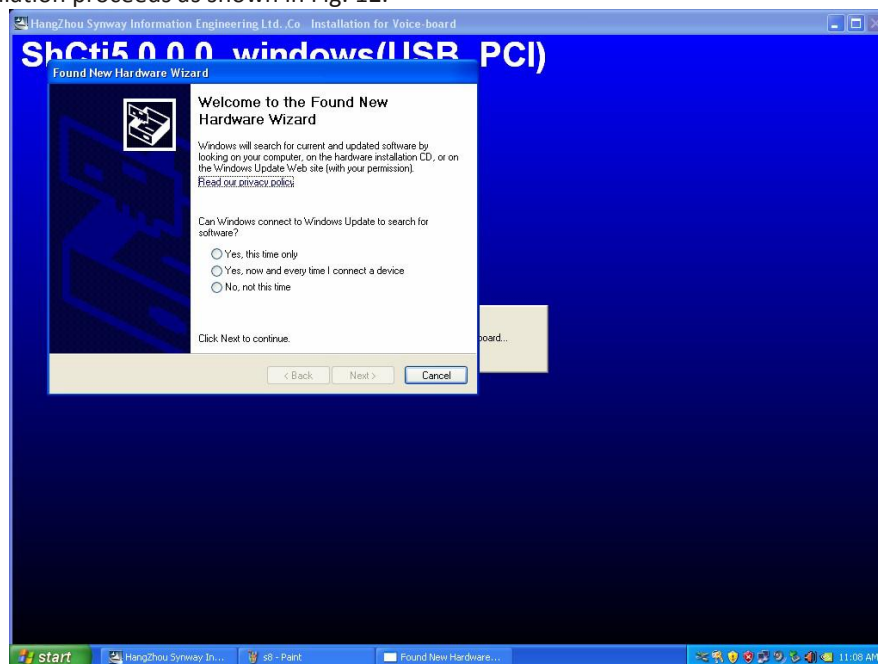 lation proceeds as shown in Fig. 12.
HangZhou Synway Information Engineering Ltd. ,Co Installation for Voice-board
ShCti5.0.0.0 windows(USB PCI)
Found New Hardware Wizard
Welcome to the Found New
Hardware Wizard
Windows will search for current and updated software by
looking on your computer, on the hardware installation CD, or on
the Windows Update Web site (with your permission).
Read our privacy policy
Can Windows connect to Windows Update to search for
software?
Yes, this time only
Yes, now and every time I connect a device
No, not this time
Click Next to continue.
board...
< Back
Next >
Cancel
start
HangZhou Synway In...
s8 - Paint
Found New Hardware...
11:08 AM